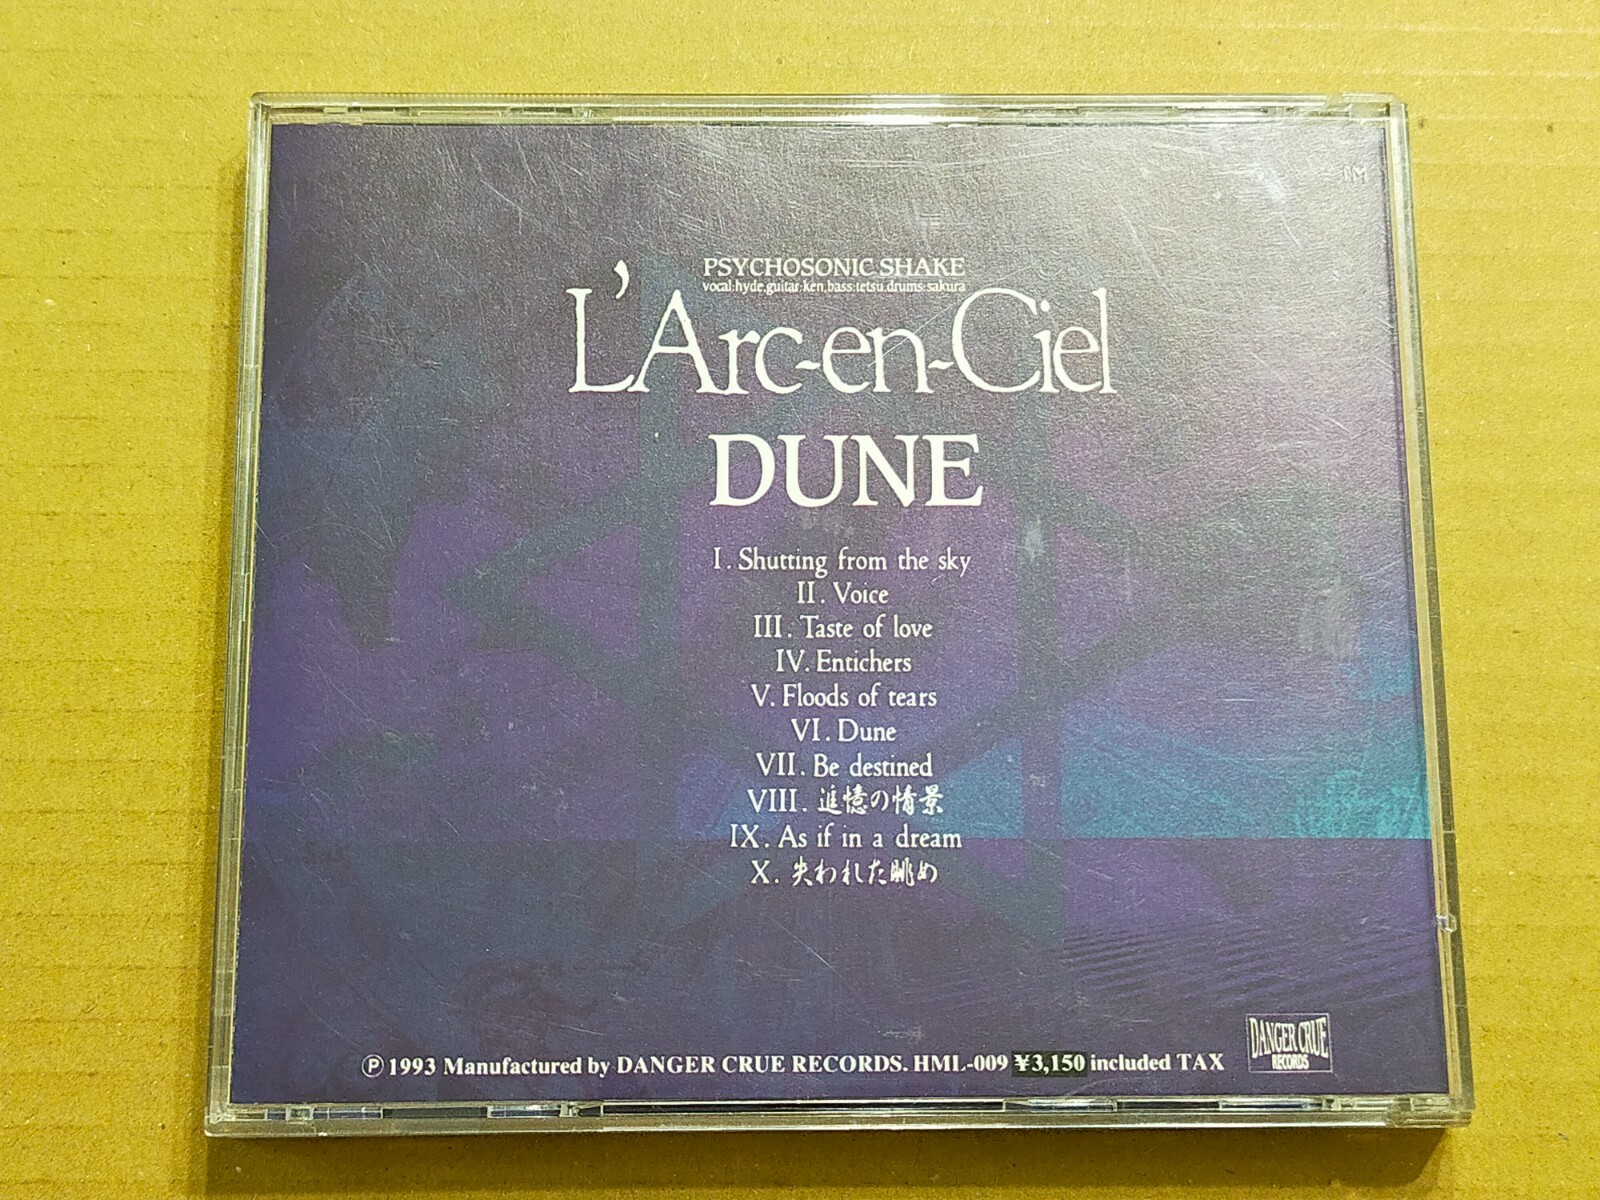 PSYCHOSONIC SHAKE
vocal:hyde,guitar:ken,bass:tetsu,drums:sakura
L'Arc-en-Ciel
DUNE
I. Shutting from the sky
II. Voice
III. Taste of love
IV. Entichers
V. Floods of tears
VI. Dune
VII. Be destined
VIII. 追憶の情景
IX. As if in a dream
X. 失われた眺め
Ⓟ 1993 Manufactured by DANGER CRUE RECORDS. HML-009 ¥3,150 included TAX
DANGER CRUE
RECORDS